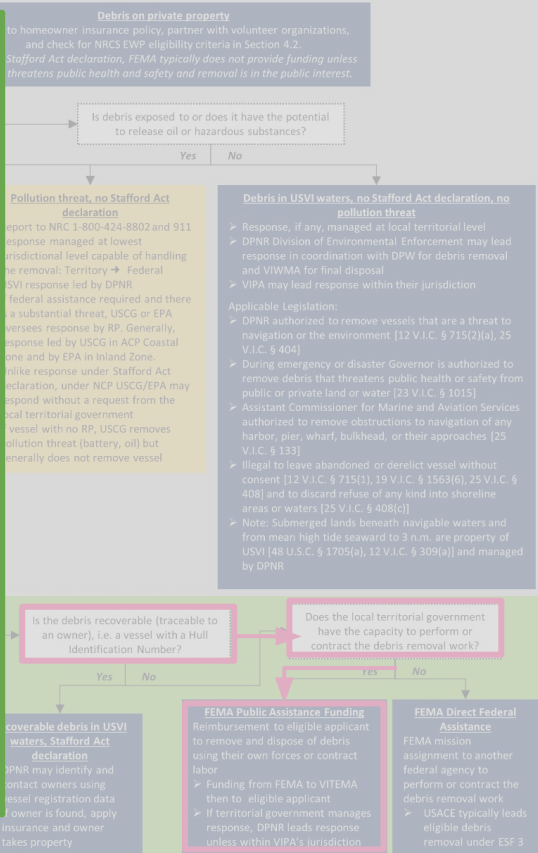 Debris on private property
to homeowner insurance policy, partner with volunteer organizations,
and check for NRCS EWP eligibility criteria in Section 4.2.
Stafford Act declaration, FEMA typically does not provide funding unless
threatens public health and safety and removal is in the public interest.
Is debris exposed to or does it have the potential
to release oil or hazardous substances?
Yes No
Pollution threat, no Stafford Act
declaration
eport to NRC 1-800-424-8802 and 911
esponse managed at lowest
urisdictional level capable of handling
he removal: Territory ➔ Federal
USVI response led by DPNR
f federal assistance required and there
a substantial threat, USCG or EPA
versees response by RP. Generally,
esponse led by USCG in ACP Coastal
one and by EPA in Inland Zone.
nlike response under Stafford Act
eclaration, under NCP USCG/EPA may
espond without a request from the
ocal territorial government
vessel with no RP, USCG removes
ollution threat (battery, oil) but
enerally does not remove vessel
Debris in USVI waters, no Stafford Act declaration, no
pollution threat
➢ Response, if any, managed at local territorial level
➢ DPNR Division of Environmental Enforcement may lead
response in coordination with DPW for debris removal
and VIWMA for final disposal
➢ VIPA may lead response within their jurisdiction
Applicable Legislation:
➢ DPNR authorized to remove vessels that are a threat to
navigation or the environment [12 V.I.C. § 715(2)(a), 25
V.I.C. § 404]
➢ During emergency or disaster Governor is authorized to
remove debris that threatens public health or safety from
public or private land or water [23 V.I.C. § 1015]
➢ Assistant Commissioner for Marine and Aviation Services
authorized to remove obstructions to navigation of any
harbor, pier, wharf, bulkhead, or their approaches [25
V.I.C. § 133]
➢ Illegal to leave abandoned or derelict vessel without
consent [12 V.I.C. § 715(1), 19 V.I.C. § 1563(6), 25 V.I.C. §
408] and to discard refuse of any kind into shoreline
areas or waters [25 V.I.C. § 408(c)]
➢ Note: Submerged lands beneath navigable waters and
from mean high tide seaward to 3 n.m. are property of
USVI [48 U.S.C. § 1705(a), 12 V.I.C. § 309(a)] and managed
by DPNR
Is the debris recoverable (traceable to
an owner), i.e. a vessel with a Hull
Identification Number?
Yes No
Does the local territorial government
have the capacity to perform or
contract the debris removal work?
Yes No
coverable debris in USVI
waters, Stafford Act
declaration
DPNR may identify and
contact owners using
vessel registration data
f owner is found, apply
insurance and owner
takes property
FEMA Public Assistance Funding
Reimbursement to eligible applicant
to remove and dispose of debris
using their own forces or contract
labor
➢ Funding from FEMA to VITEMA
then to eligible applicant
➢ If territorial government manages
response, DPNR leads response
unless within VIPA's jurisdiction
FEMA Direct Federal
Assistance
FEMA mission
assignment to another
federal agency to
perform or contract the
debris removal work
➢ USACE typically leads
eligible debris
removal under ESF 3